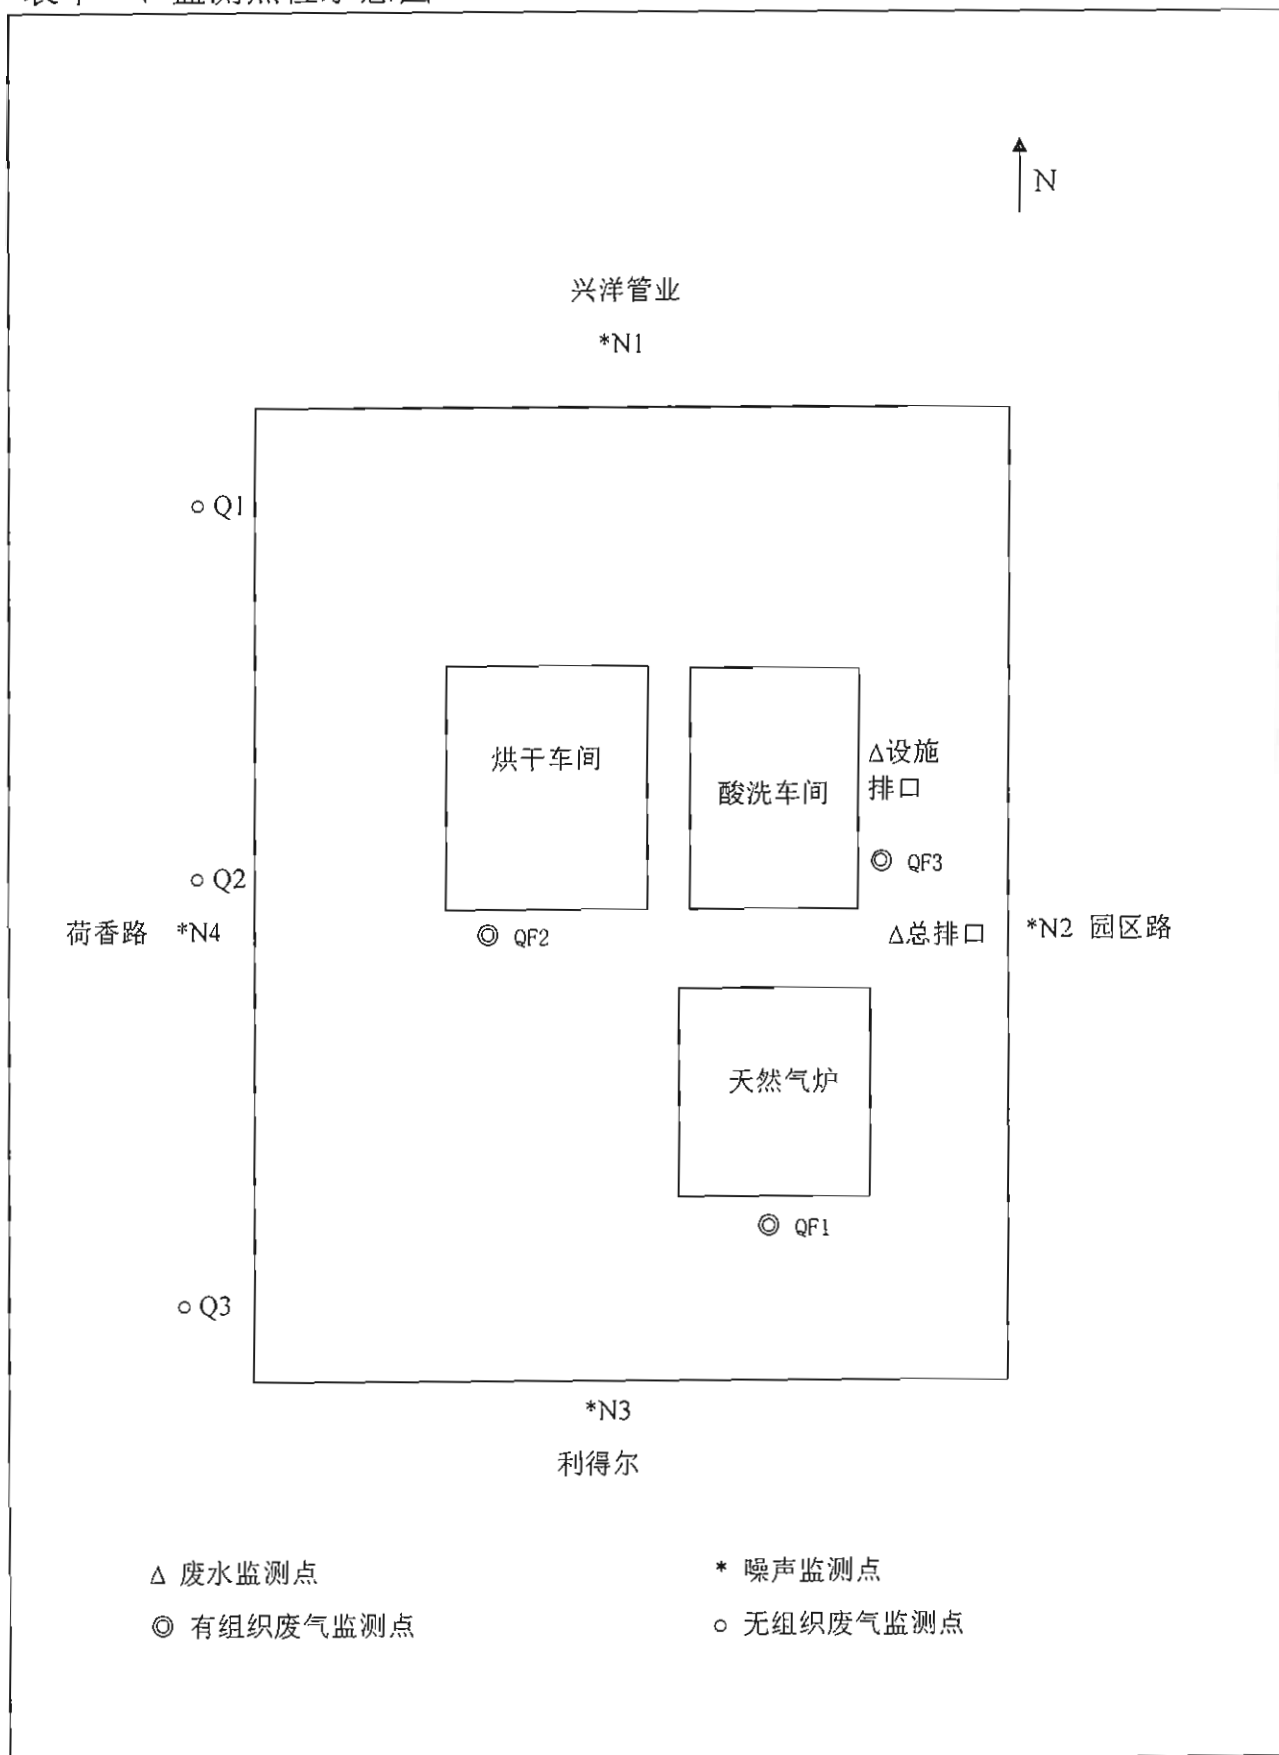 N
兴洋管业
*N1
○ Q1
烘干车间
酸洗车间
Δ设施
排口
◎ QF3
○ Q2
荷香路 *N4
◎ QF2
Δ总排口
*N2 园区路
天然气炉
◎ QF1
○ Q3
*N3
利得尔
Δ 废水监测点
* 噪声监测点
◎ 有组织废气监测点
○ 无组织废气监测点